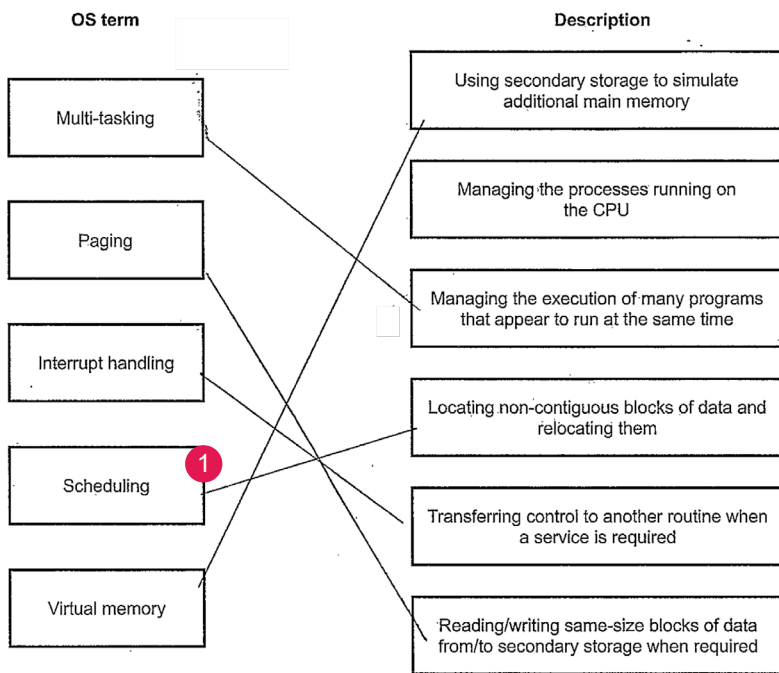 OS term
Description
Multi-tasking
Paging
Interrupt handling
Scheduling
1
Virtual memory
Using secondary storage to simulate
additional main memory
Managing the processes running on
the CPU
Managing the execution of many programs
that appear to run at the same time
Locating non-contiguous blocks of data and
relocating them
Transferring control to another routine when
a service is required
Reading/writing same-size blocks of data
from/to secondary storage when required